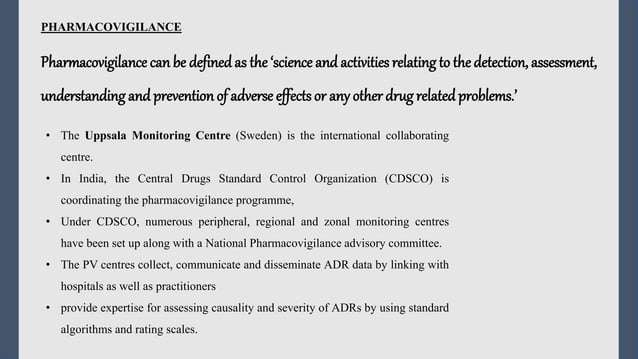 PHARMACOVIGILANCE
Pharmacovigilance can be defined as the ‘science and activities relating to the detection, assessment,
understanding and prevention of adverse effects or any other drug related problems.’
• The Uppsala Monitoring Centre (Sweden) is the international collaborating
centre.
• In India, the Central Drugs Standard Control Organization (CDSCO) is
coordinating the pharmacovigilance programme,
• Under CDSCO, numerous peripheral, regional and zonal monitoring centres
have been set up along with a National Pharmacovigilance advisory committee.
• The PV centres collect, communicate and disseminate ADR data by linking with
hospitals as well as practitioners
• provide expertise for assessing causality and severity of ADRs by using standard
algorithms and rating scales.